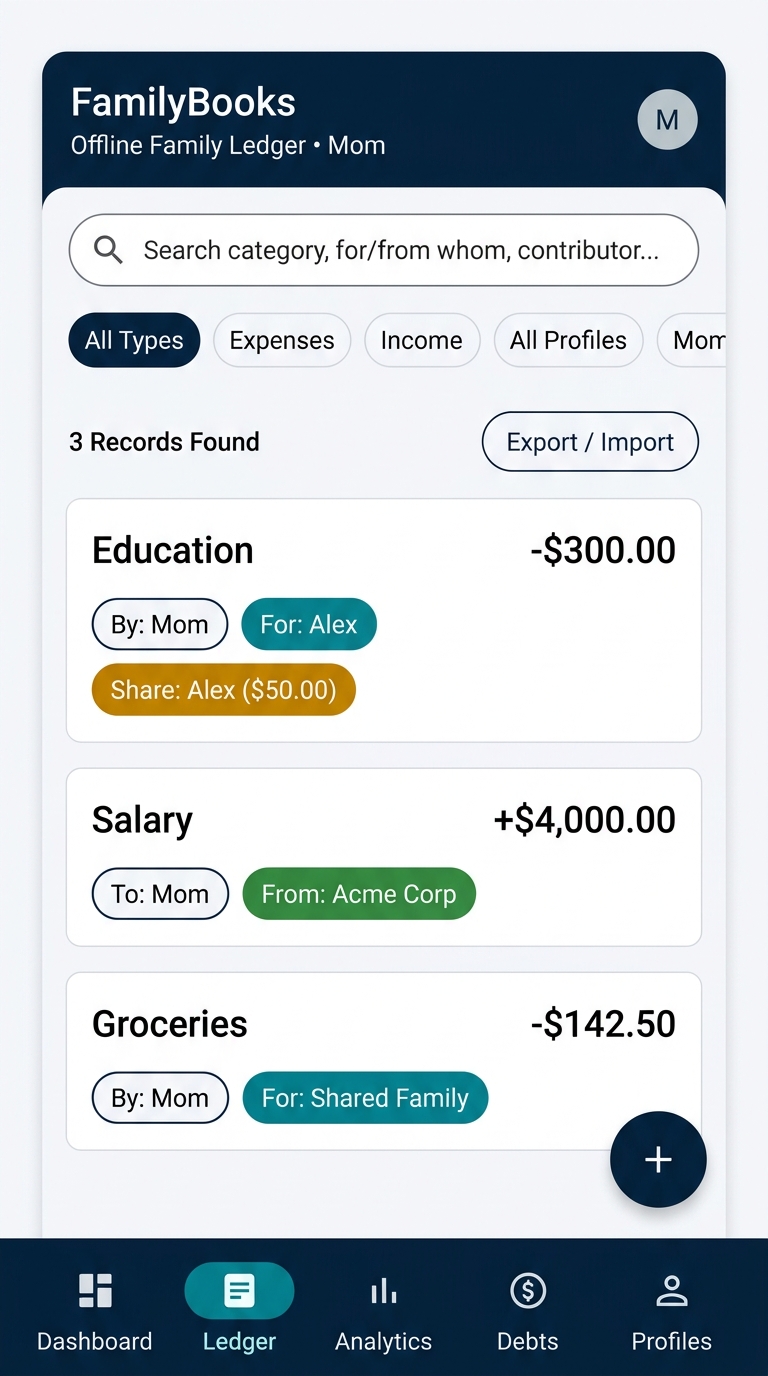 FamilyBooks
Offline Family Ledger • Mom
M
Search category, for/from whom, contributor...
All Types
Expenses
Income
All Profiles
Mom
3 Records Found
Export / Import
Education
-$300.00
By: Mom
For: Alex
Share: Alex ($50.00)
Salary
+$4,000.00
To: Mom
From: Acme Corp
Groceries
-$142.50
By: Mom
For: Shared Family
+
Dashboard
Ledger
Analytics
Debts
Profiles